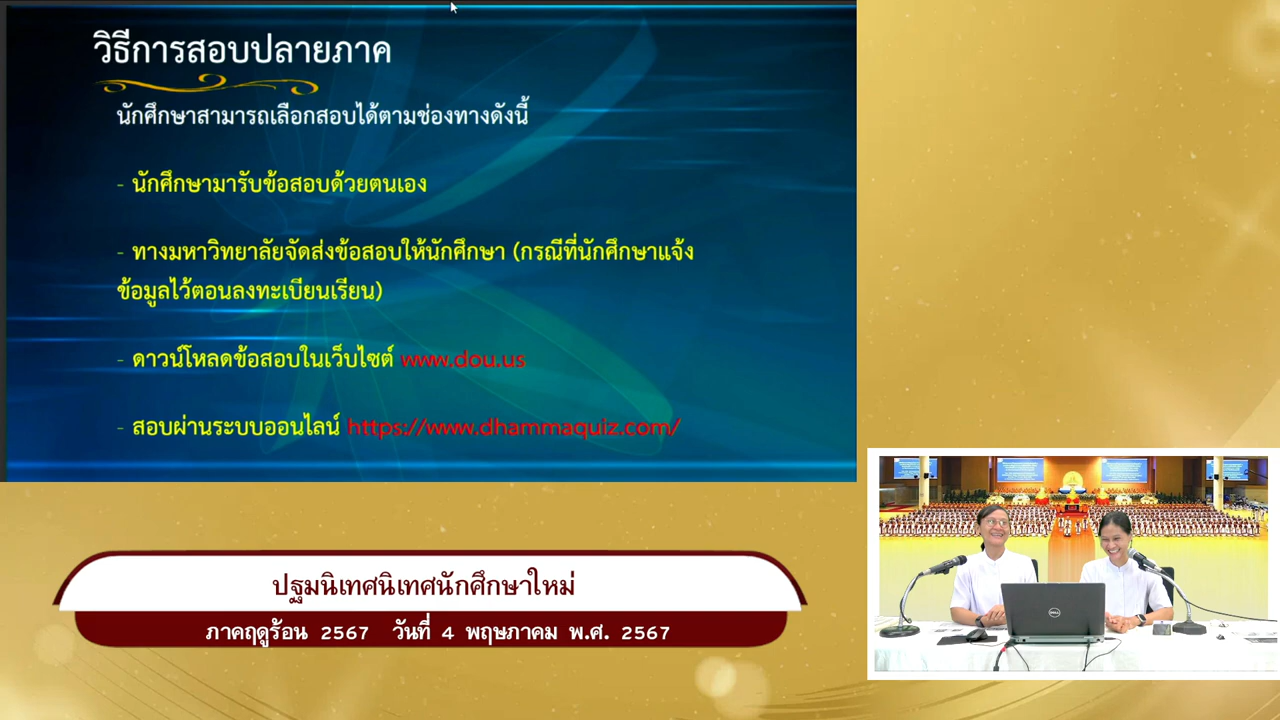 วิธีการสอบปลายภาค
นักศึกษาสามารถเลือกสอบได้ตามช่องทางดังนี้
- นักศึกษามารับข้อสอบด้วยตนเอง
- ทางมหาวิทยาลัยจัดส่งข้อสอบให้นักศึกษา (กรณีที่นักศึกษาแจ้ง
ข้อมูลไว้ตอนลงทะเบียนเรียน)
- ดาวน์โหลดข้อสอบในเว็บไซต์ www.dou.us
- สอบผ่านระบบออนไลน์ https://www.dhammaquiz.com/
ปฐมนิเทศนิเทศนักศึกษาใหม่
ภาคฤดูร้อน 2567 วันที่ 4 พฤษภาคม พ.ศ. 2567
DELL